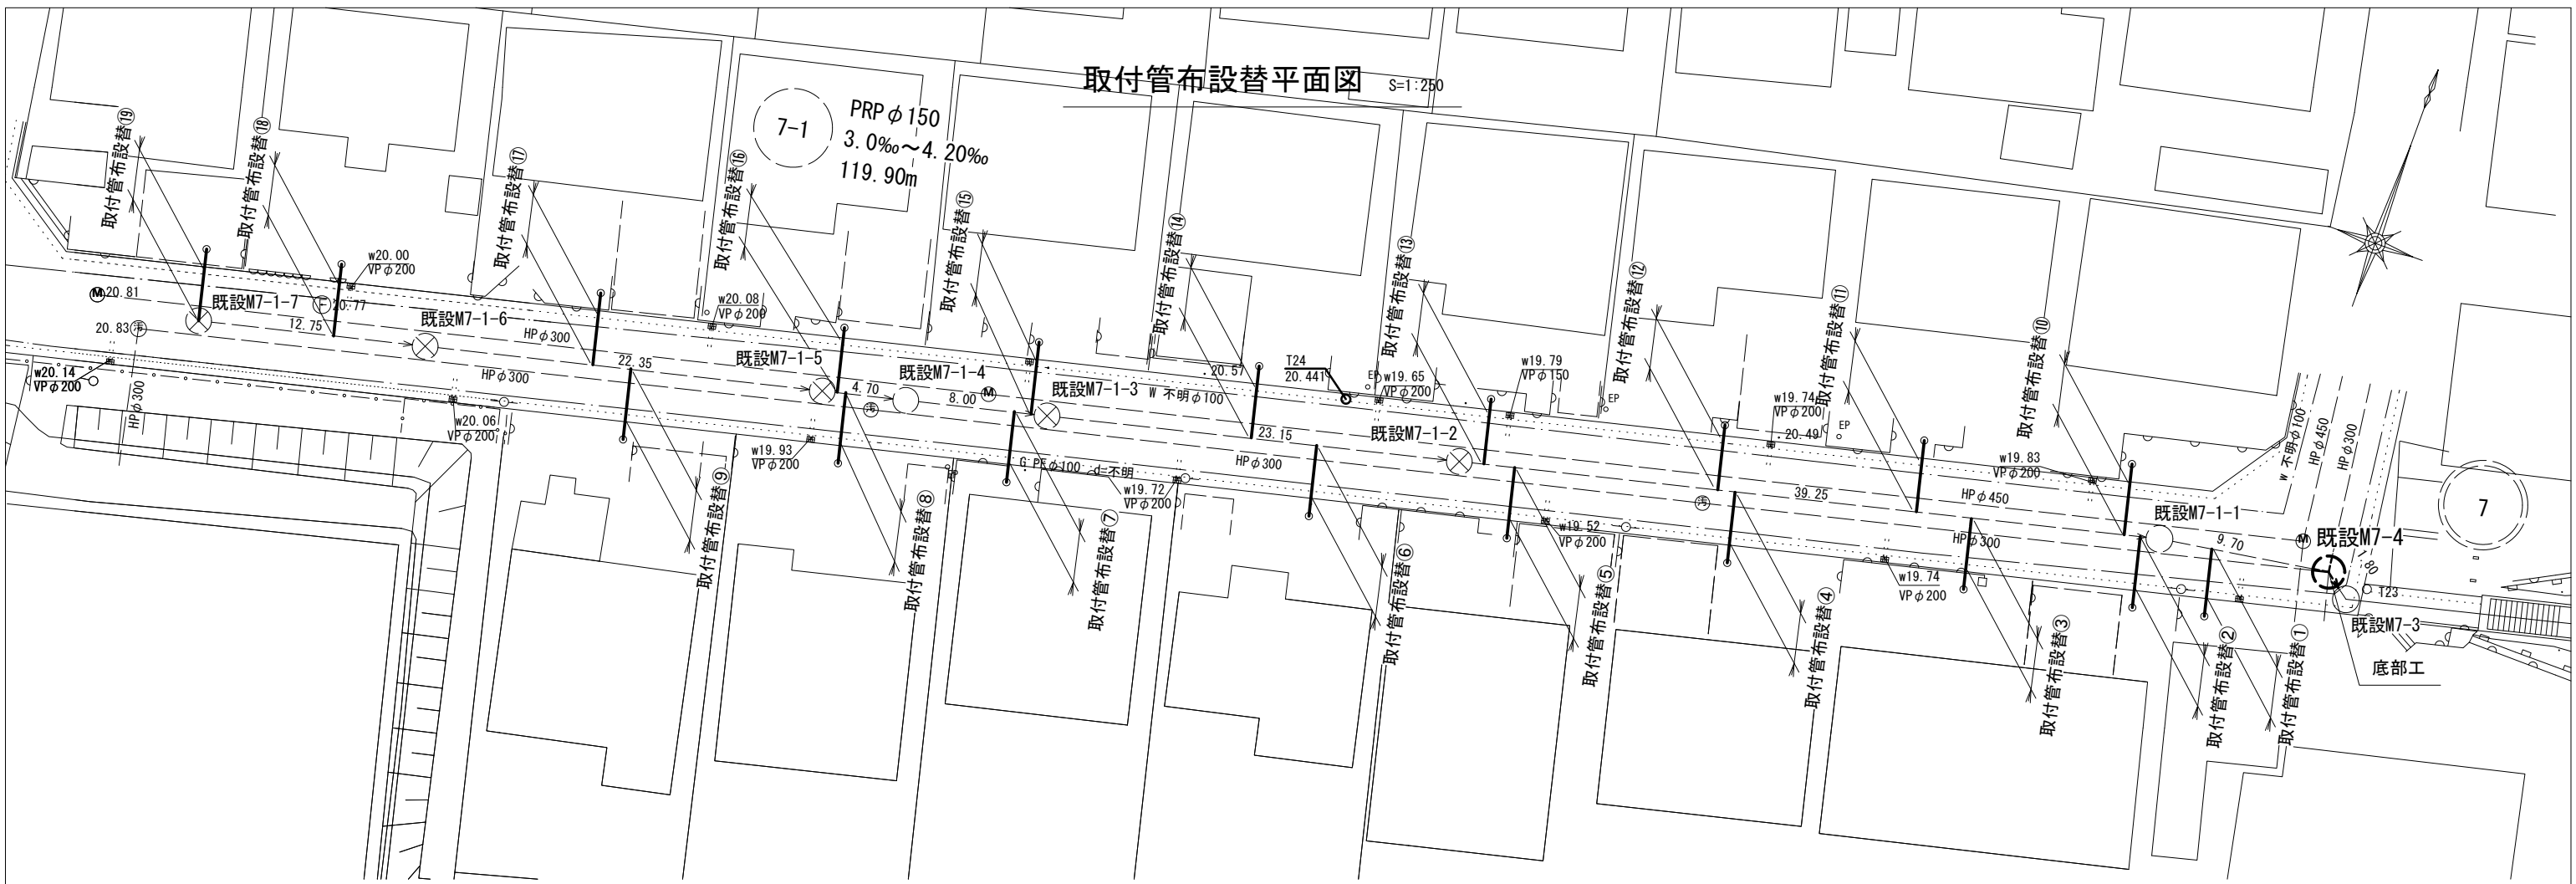 取付管布設替平面図 S=1:250
7-1
PRPφ150
3.0‰～4.20‰
119.90m
取付管布設替⑲
取付管布設替⑱
取付管布設替⑰
取付管布設替⑯
取付管布設替⑮
取付管布設替⑭
取付管布設替⑬
取付管布設替⑫
取付管布設替⑪
取付管布設替⑩
w20.00
VPφ200
M 20.81
既設M7-1-7
20.77
12.75
既設M7-1-6
20.83 汚
HPφ300
w20.08
VPφ200
既設M7-1-5
22.35
HPφ300
4.70
既設M7-1-4
M
8.00
汚
既設M7-1-3
W 不明φ100
20.57
T24
20.441
EP
w19.65
VPφ200
w19.79
VPφ150
EP
既設M7-1-2
23.15
HPφ300
w19.74
VPφ200
EP
20.49
w19.83
VPφ200
汚
39.25
HPφ450
HPφ300
既設M7-1-1
9.70
M
既設M7-4
W 不明φ100
HPφ450
HPφ300
7
1.80
T23
既設M7-3
底部工
w20.14
VPφ200
HPφ300
w20.06
VPφ200
w19.93
VPφ200
G PEφ100 d=不明
w19.72
VPφ200
w19.52
VPφ200
w19.74
VPφ200
取付管布設替⑨
取付管布設替⑧
取付管布設替⑦
取付管布設替⑥
取付管布設替⑤
取付管布設替④
取付管布設替③
取付管布設替②
取付管布設替①